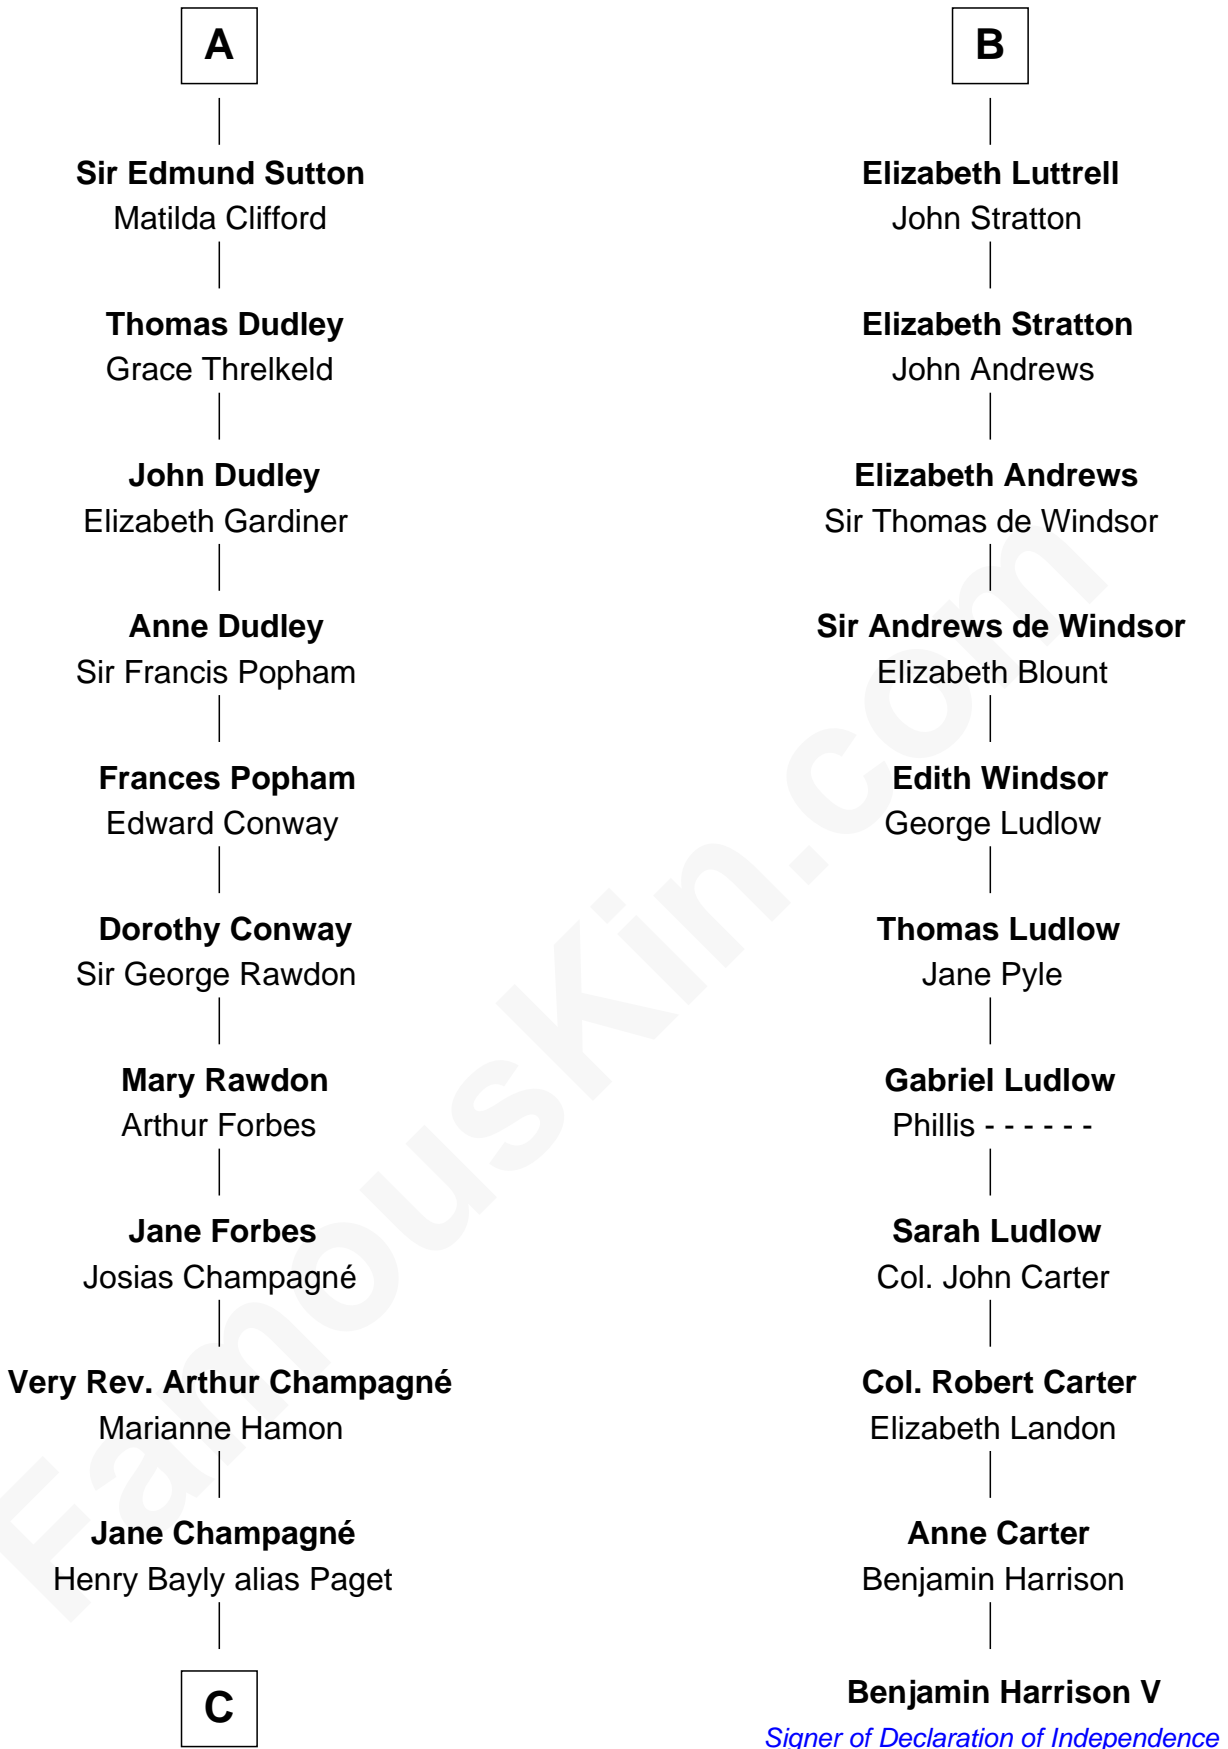 A
Sir Edmund Sutton
Matilda Clifford
Thomas Dudley
Grace Threlkeld
John Dudley
Elizabeth Gardiner
Anne Dudley
Sir Francis Popham
Frances Popham
Edward Conway
Dorothy Conway
Sir George Rawdon
Mary Rawdon
Arthur Forbes
Jane Forbes
Josias Champagné
Very Rev. Arthur Champagné
Marianne Hamon
Jane Champagné
Henry Bayly alias Paget
C
B
Elizabeth Luttrell
John Stratton
Elizabeth Stratton
John Andrews
Elizabeth Andrews
Sir Thomas de Windsor
Sir Andrews de Windsor
Elizabeth Blount
Edith Windsor
George Ludlow
Thomas Ludlow
Jane Pyle
Gabriel Ludlow
Phillis - - - - - -
Sarah Ludlow
Col. John Carter
Col. Robert Carter
Elizabeth Landon
Anne Carter
Benjamin Harrison
Benjamin Harrison V
Signer of Declaration of Independence
FamousKin.com